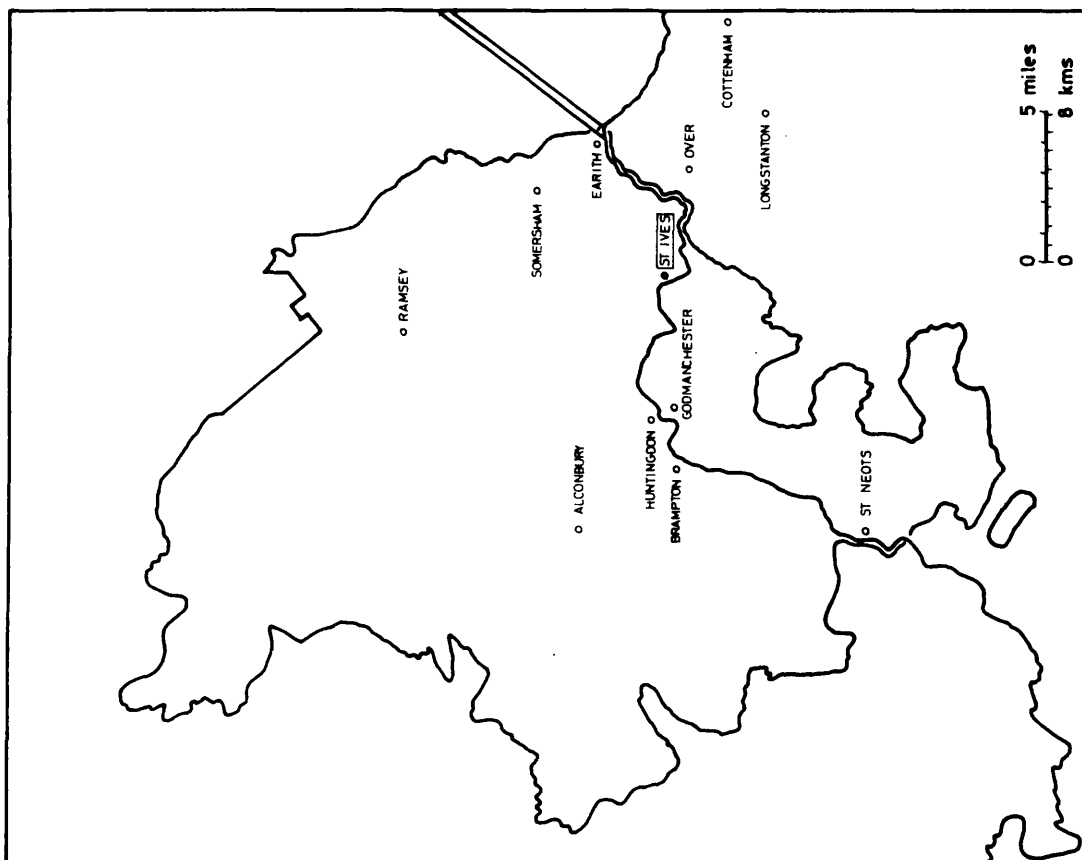 RAMSEY
SOMERSHAM
EARITH
COTTENHAM
OVER
LONGSTANTON
ST IVES
GODMANCHESTER
HUNTINGDON
BRAMPTON
ALCONBURY
ST NEOTS
0 5 miles
0 8 kms